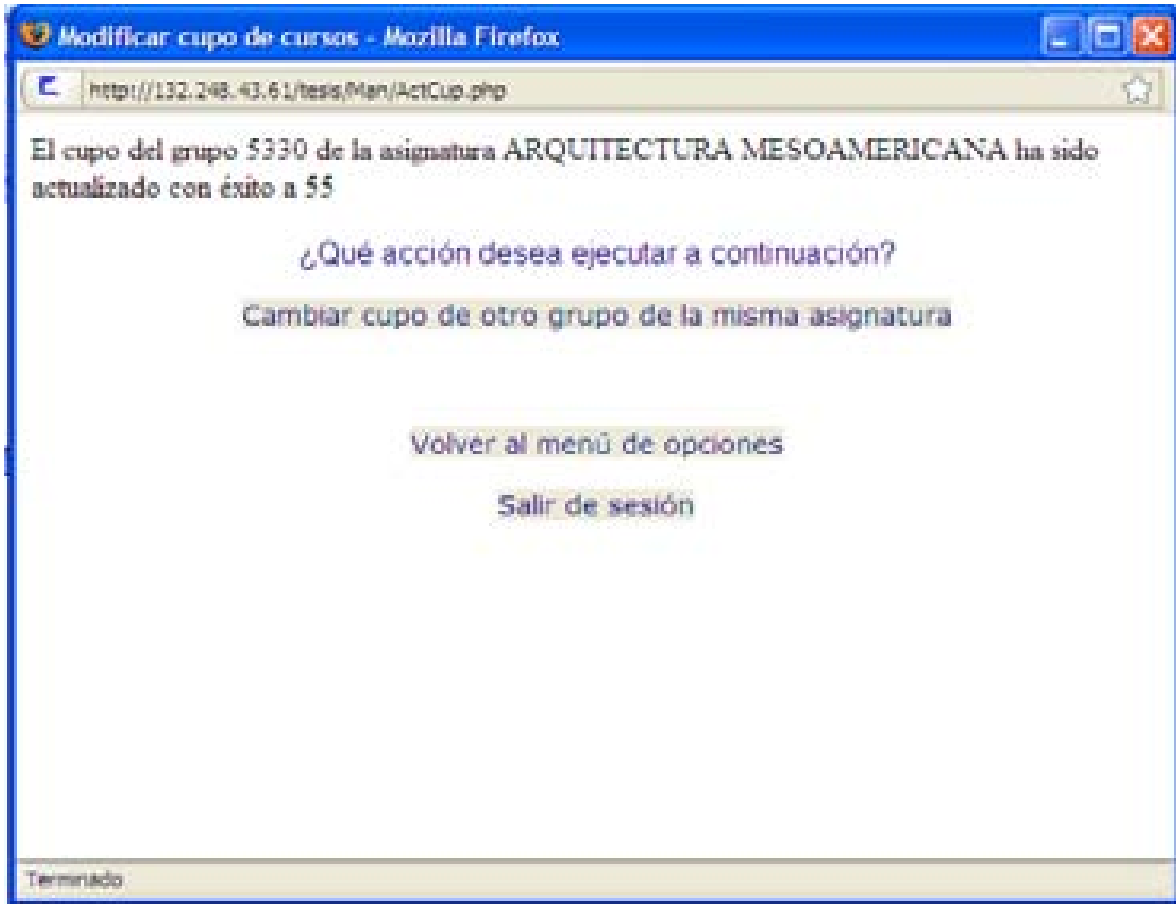 Modificar cupo de cursos - Mozilla Firefox
http://132.248.43.61/tesis/Man/ActCup.php
El cupo del grupo 5330 de la asignatura ARQUITECTURA MESOAMERICANA ha sido
actualizado con éxito a 55
¿Qué acción desea ejecutar a continuación?
Cambiar cupo de otro grupo de la misma asignatura
Volver al menú de opciones
Salir de sesión
Terminado